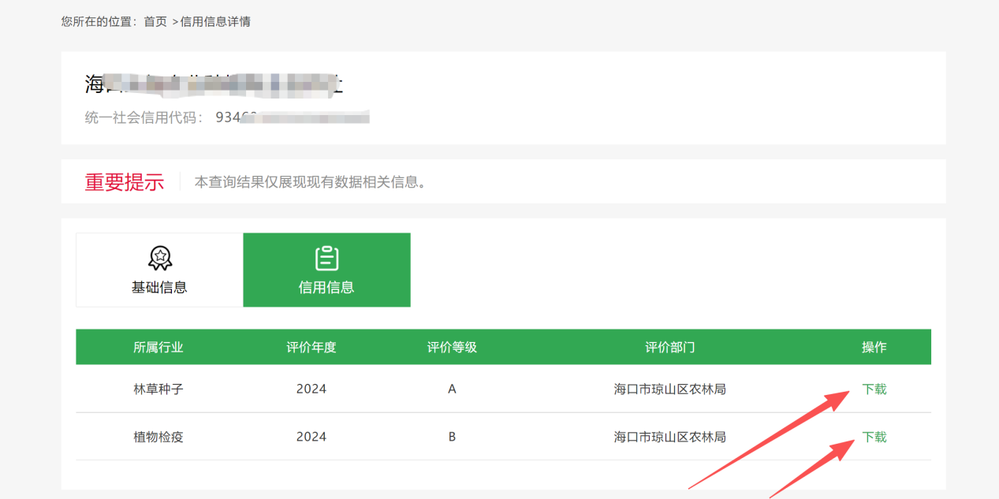 您所在的位置：首页 >信用信息详情
海
统一社会信用代码： 934
重要提示 本查询结果仅展现现有数据相关信息。
基础信息 信用信息
所属行业 评价年度 评价等级 评价部门 操作
林草种子 2024 A 海口市琼山区农林局 下载
植物检疫 2024 B 海口市琼山区农林局 下载